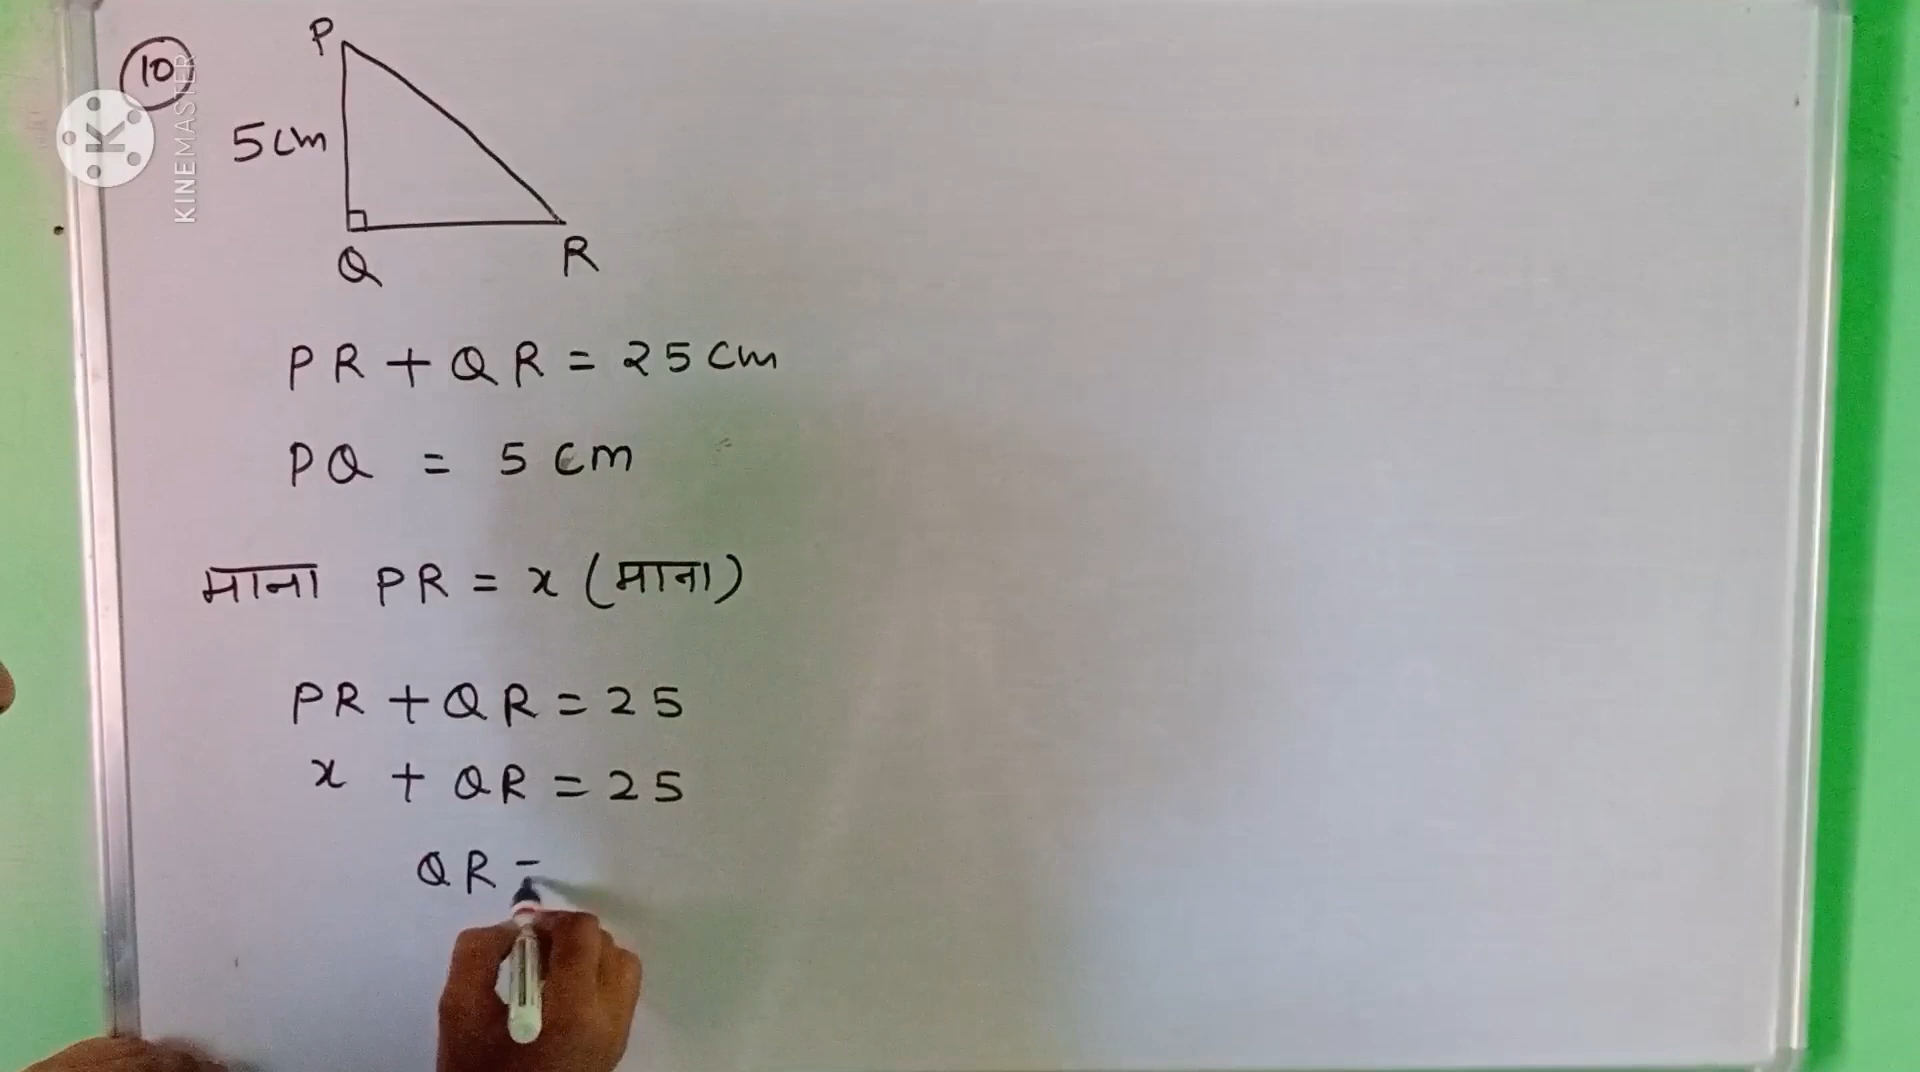 10
P
5 cm
Q R
PR + QR = 25 cm
PQ = 5 cm
माना PR = x (माना)
PR + QR = 25
x + QR = 25
QR =
K
KINEMASTER